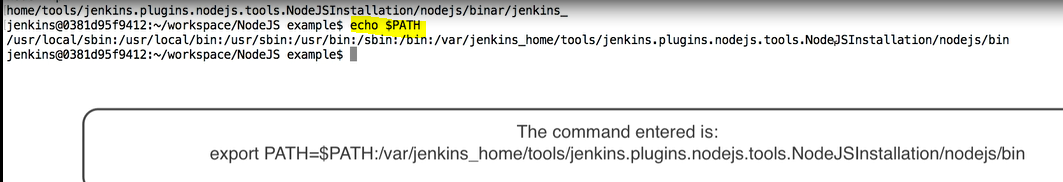 home/tools/jenkins.plugins.nodejs.tools.NodeJSInstallation/nodejs/binar/jenkins_
jenkins@0381d95f9412:~/workspace/NodeJS example$ echo $PATH
/usr/local/sbin:/usr/local/bin:/usr/sbin:/usr/bin:/sbin:/bin:/var/jenkins_home/tools/jenkins.plugins.nodejs.tools.NodeJSInstallation/nodejs/bin
jenkins@0381d95f9412:~/workspace/NodeJS example$
The command entered is:
export PATH=$PATH:/var/jenkins_home/tools/jenkins.plugins.nodejs.tools.NodeJSInstallation/nodejs/bin